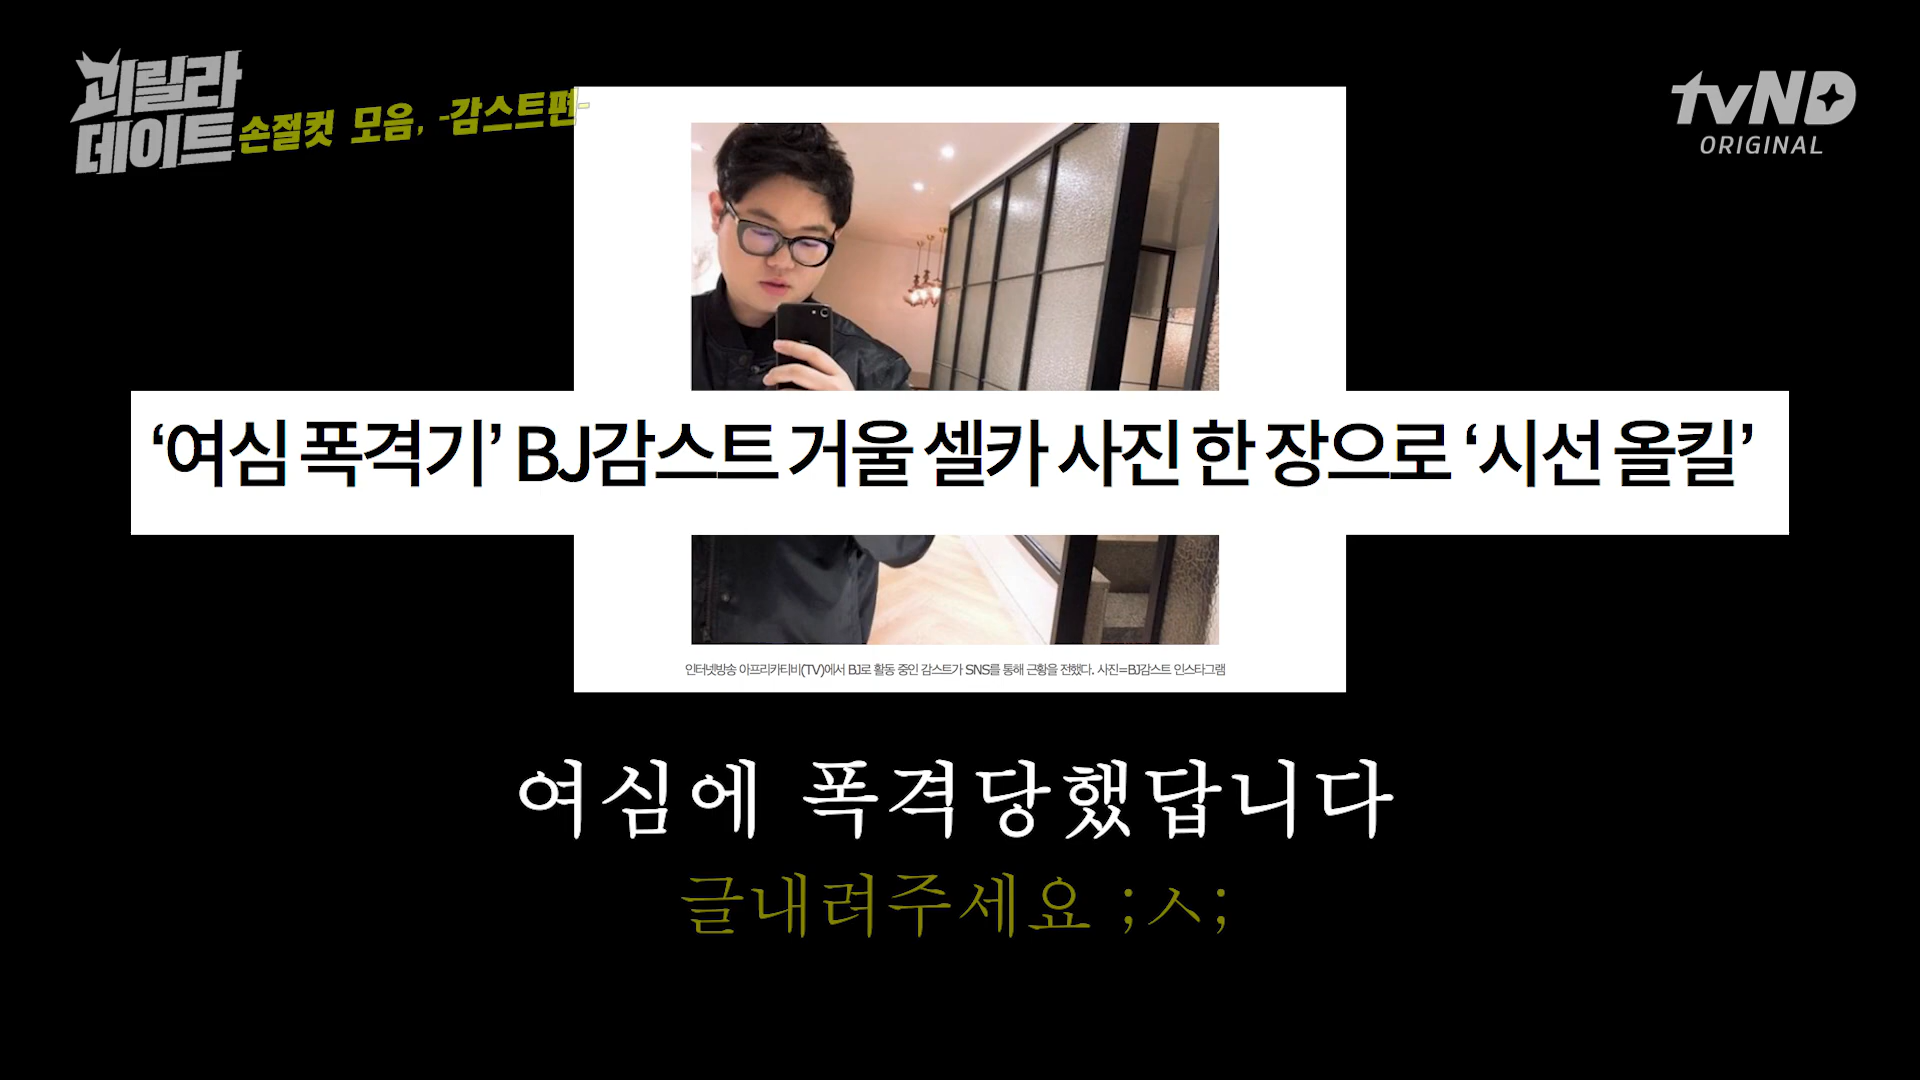 괴릴라
데이트
손절컷 모음, -감스트편-
tvND
ORIGINAL
‘여심 폭격기’ BJ감스트 거울 셀카 사진 한 장으로 ‘시선 올킬’
인터넷방송 아프리카티비(TV)에서 BJ로 활동 중인 감스트가 SNS를 통해 근황을 전했다. 사진=BJ감스트 인스타그램
여심에 폭격당했답니다
글내려주세요 ;ㅅ;